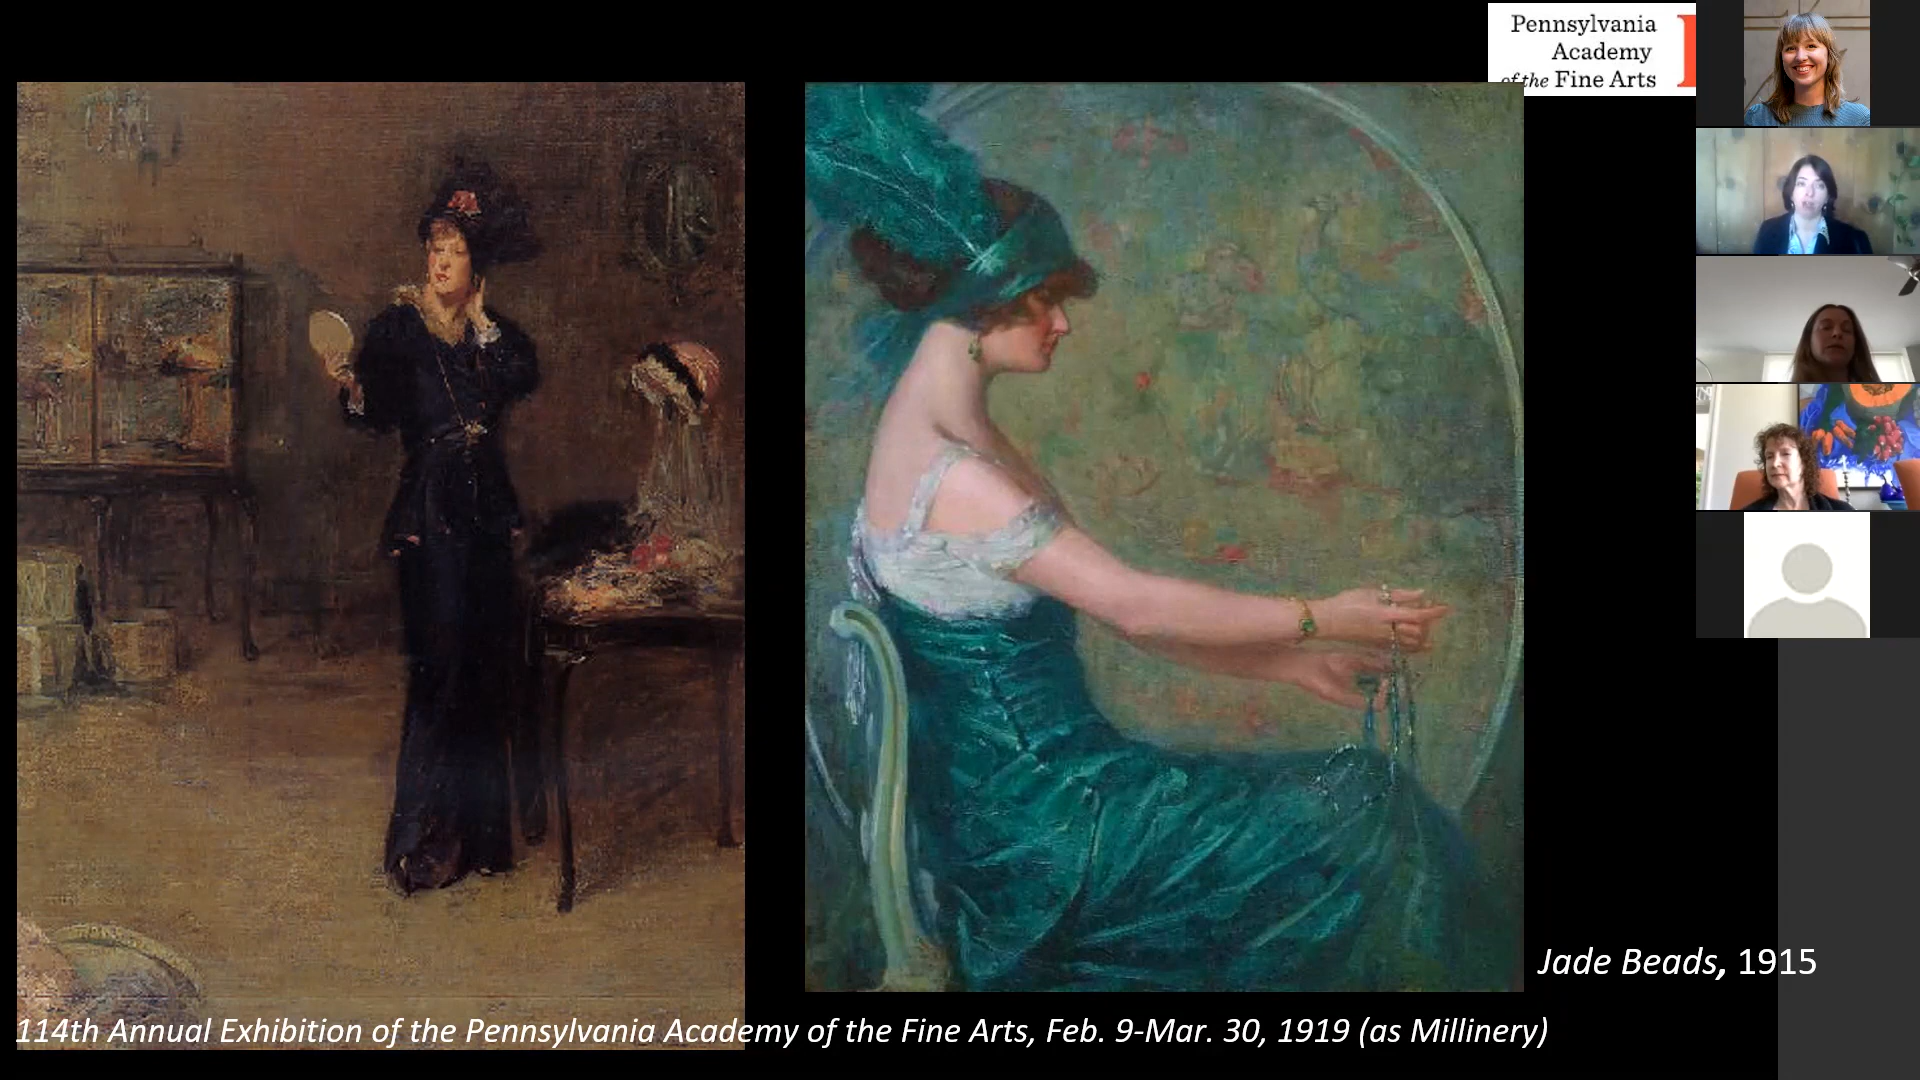 Pennsylvania
Academy
of the Fine Arts
Jade Beads, 1915
114th Annual Exhibition of the Pennsylvania Academy of the Fine Arts, Feb. 9-Mar. 30, 1919 (as Millinery)